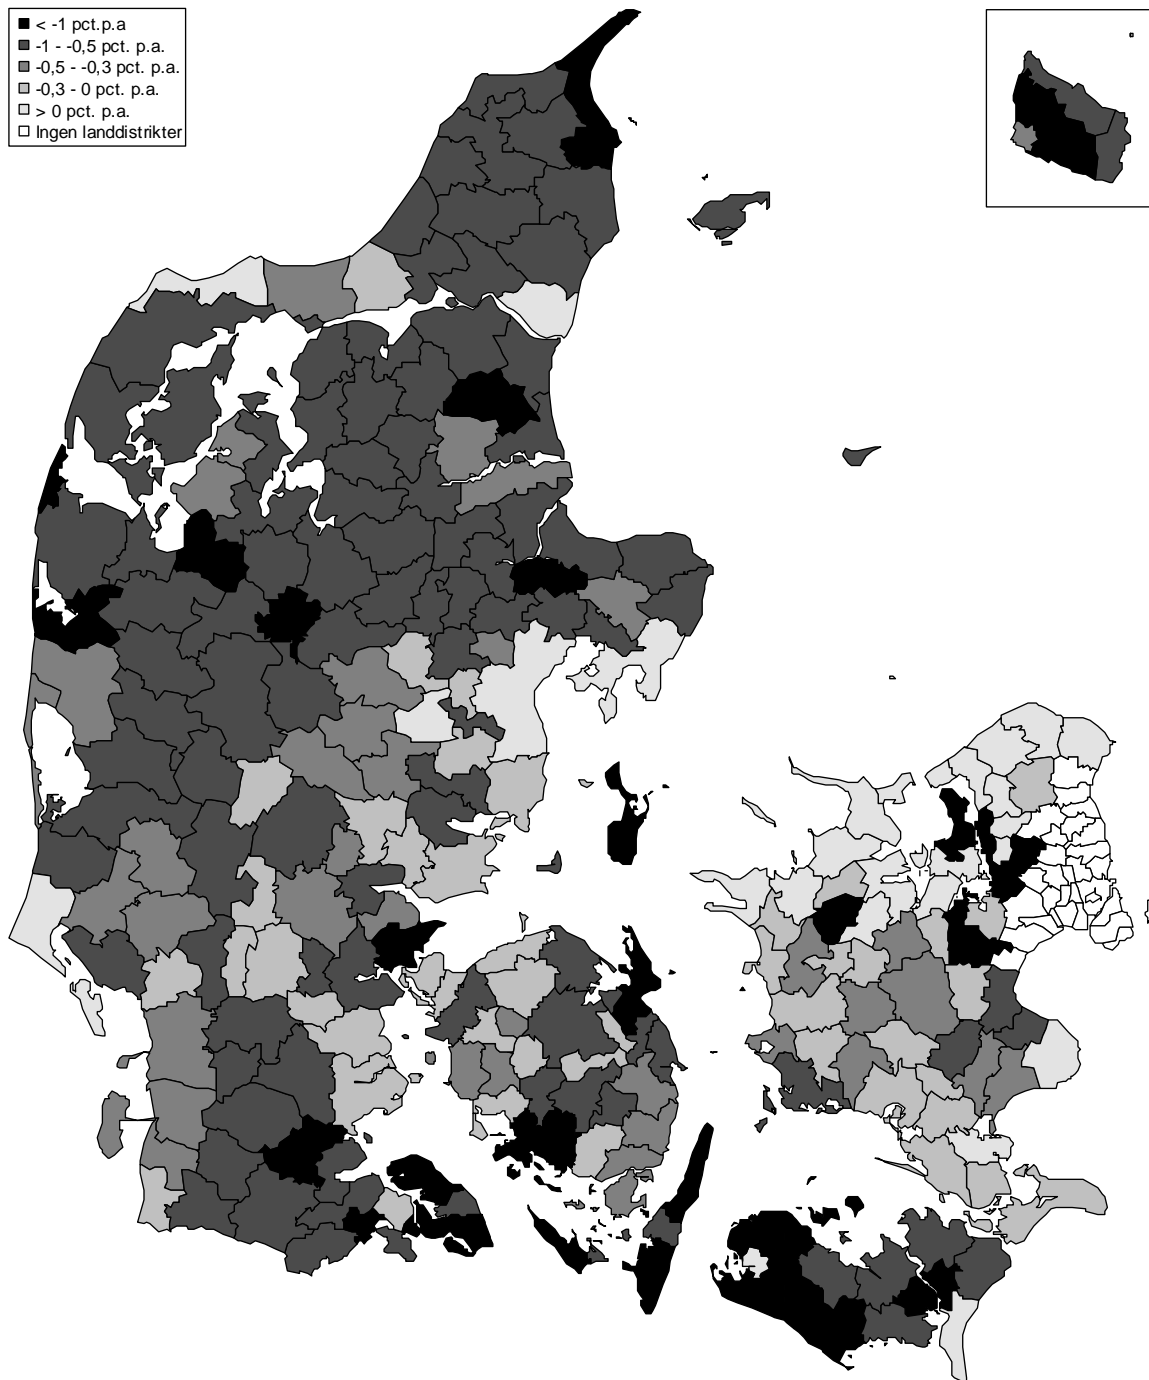 < -1 pct.p.a
-1 - -0,5 pct. p.a.
-0,5 - -0,3 pct. p.a.
-0,3 - 0 pct. p.a.
> 0 pct. p.a.
Ingen landdistrikter